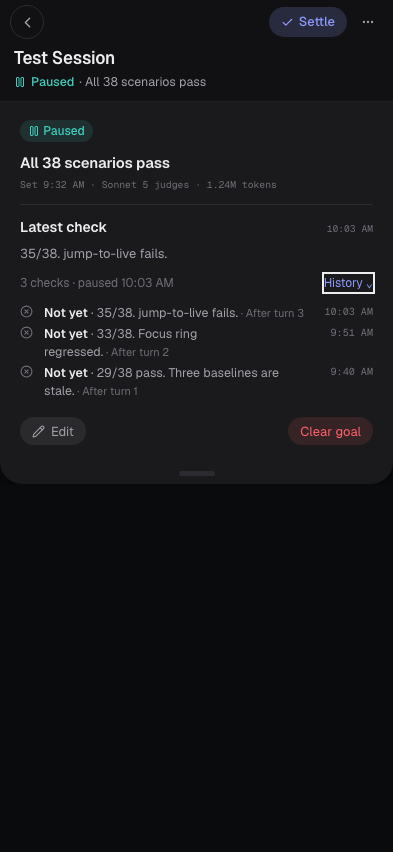 Settle
Test Session
Paused · All 38 scenarios pass
Paused
All 38 scenarios pass
Set 9:32 AM · Sonnet 5 judges · 1.24M tokens
Latest check
10:03 AM
35/38. jump-to-live fails.
3 checks · paused 10:03 AM
History
Not yet · 35/38. jump-to-live fails. · After turn 3
10:03 AM
Not yet · 33/38. Focus ring
9:51 AM
regressed. · After turn 2
Not yet · 29/38 pass. Three baselines are
9:40 AM
stale. · After turn 1
Edit
Clear goal